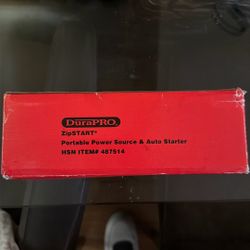 DuraPRO
ZipSTART®
Portable Power Source & Auto Starter
HSN ITEM# 487514